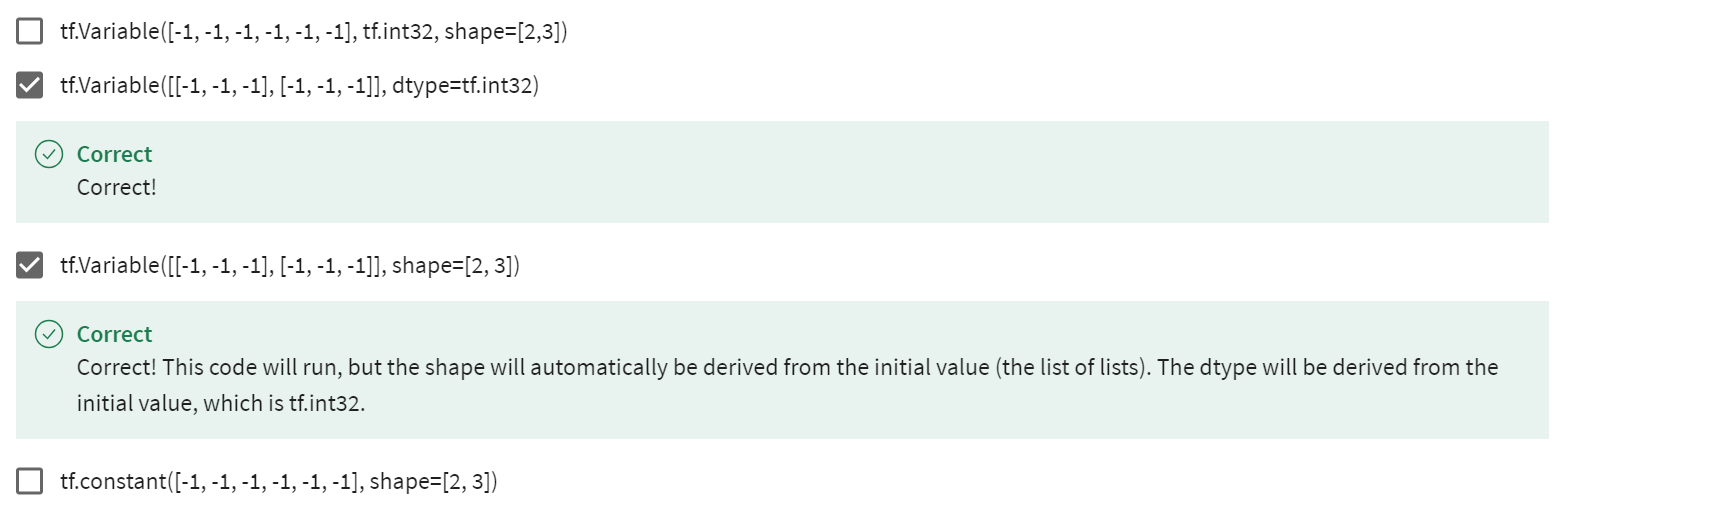 tf.Variable([-1, -1, -1, -1, -1, -1], tf.int32, shape=[2,3])
tf.Variable([[-1, -1, -1], [-1, -1, -1]], dtype=tf.int32)
Correct
Correct!
tf.Variable([[-1, -1, -1], [-1, -1, -1]], shape=[2, 3])
Correct
Correct! This code will run, but the shape will automatically be derived from the initial value (the list of lists). The dtype will be derived from the
initial value, which is tf.int32.
tf.constant([-1, -1, -1, -1, -1, -1], shape=[2, 3])